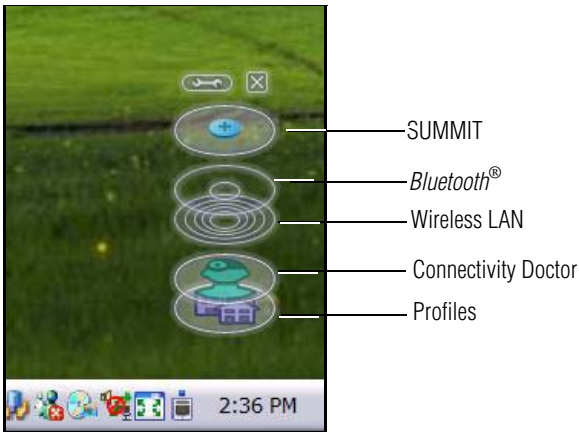 SUMMIT
Bluetooth®
Wireless LAN
Connectivity Doctor
Profiles
2:36 PM